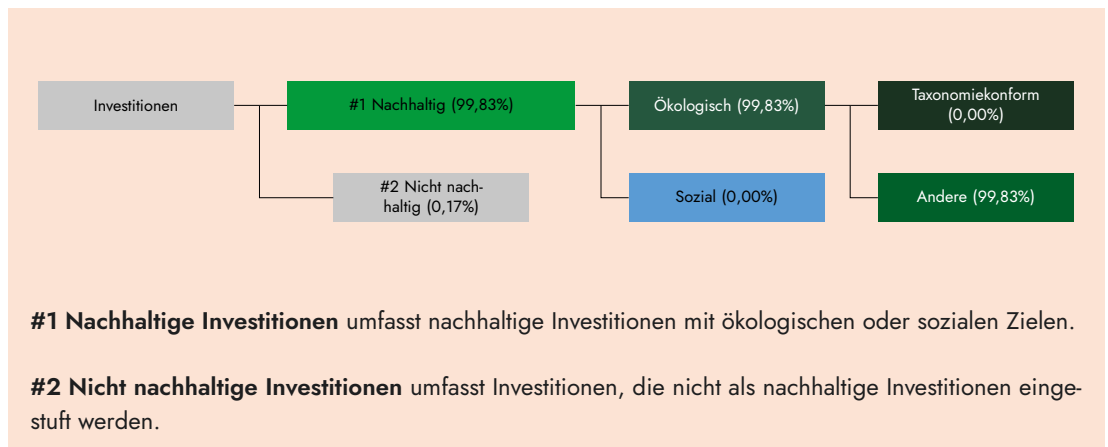 Investitionen
#1 Nachhaltig (99,83%)
Ökologisch (99,83%)
Taxonomiekonform
(0,00%)
#2 Nicht nach-
haltig (0,17%)
Sozial (0,00%)
Andere (99,83%)
#1 Nachhaltige Investitionen umfasst nachhaltige Investitionen mit ökologischen oder sozialen Zielen.
#2 Nicht nachhaltige Investitionen umfasst Investitionen, die nicht als nachhaltige Investitionen einge-
stuft werden.